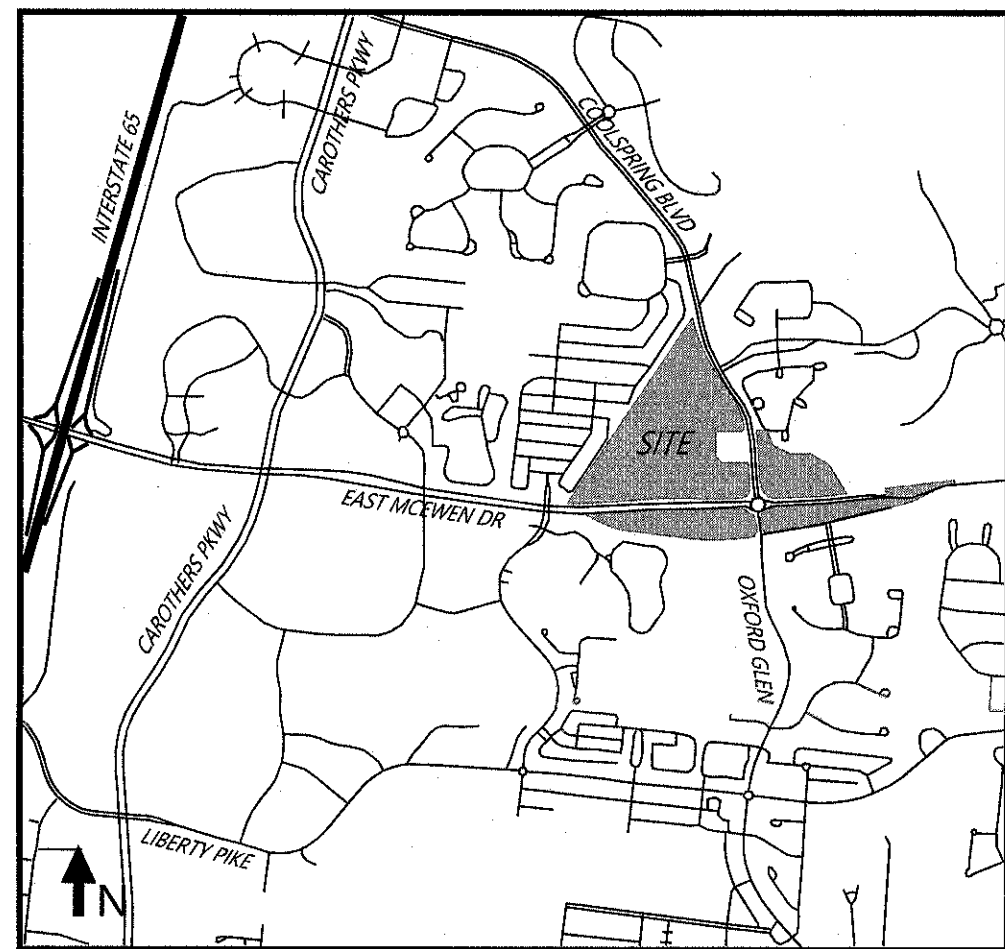 INTERSTATE 65
CAROTHERS PKWY
COOLSPRING BLVD
SITE
EAST MCEWEN DR
CAROTHERS PKWY
OXFORD GLEN
LIBERTY PIKE
N